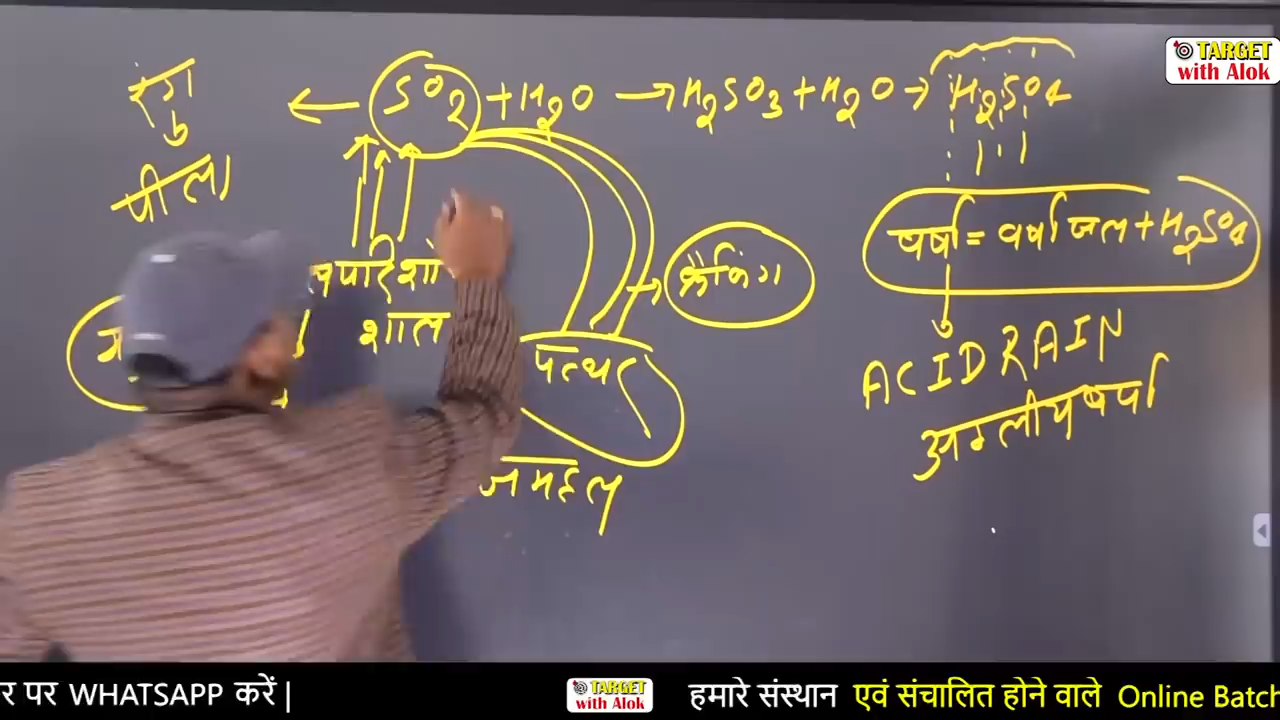 रंग
पीला
← SO2 + H2O → H2SO3 + H2O → H2SO4
वर्षा = वर्षा जल + H2SO4
शाल
पत्थर
→ क्रैकिंग
ACID RAIN
अम्लीय वर्षा
जमहल
TARGET
with Alok
र पर WHATSAPP करें |
TARGET
with Alok
हमारे संस्थान एवं संचालित होने वाले Online Batch